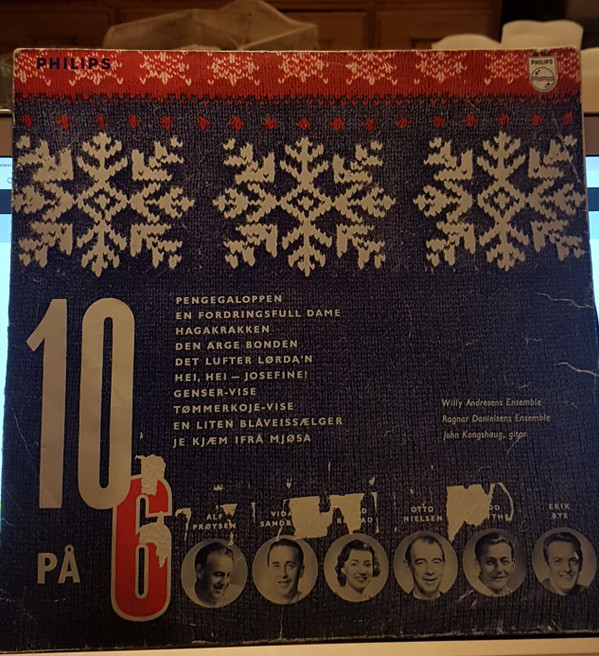 PHILIPS
PHILIPS
10
PÅ
6
PENGEGALOPPEN
EN FORDRINGSFULL DAME
HAGAKRAKKEN
DEN ARGE BONDEN
DET LUFTER LØRDA'N
HEI, HEI – JOSEFINE!
GENSER-VISE
TØMMERKOJE-VISE
EN LITEN BLÅVEISSÆLGER
JE KJÆM IFRÅ MJØSA
Willy Andresens Ensemble
Ragnar Danielsens Ensemble
John Kongshaug, gitar
ALF
PRØYSEN
OTTO
NIELSEN
ERIK
BYE